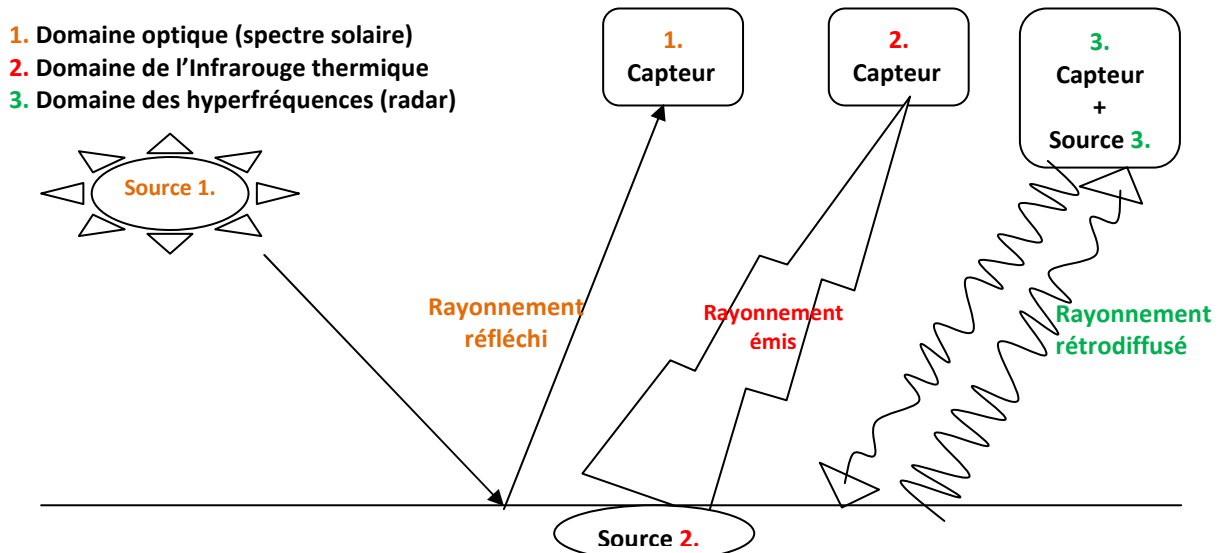 1. Domaine optique (spectre solaire)
2. Domaine de l’Infrarouge thermique
3. Domaine des hyperfréquences (radar)
1.
Capteur
2.
Capteur
3.
Capteur
+
Source 3.
Source 1.
Rayonnement
réfléchi
Rayonnement
émis
Rayonnement
rétrodiffusé
Source 2.